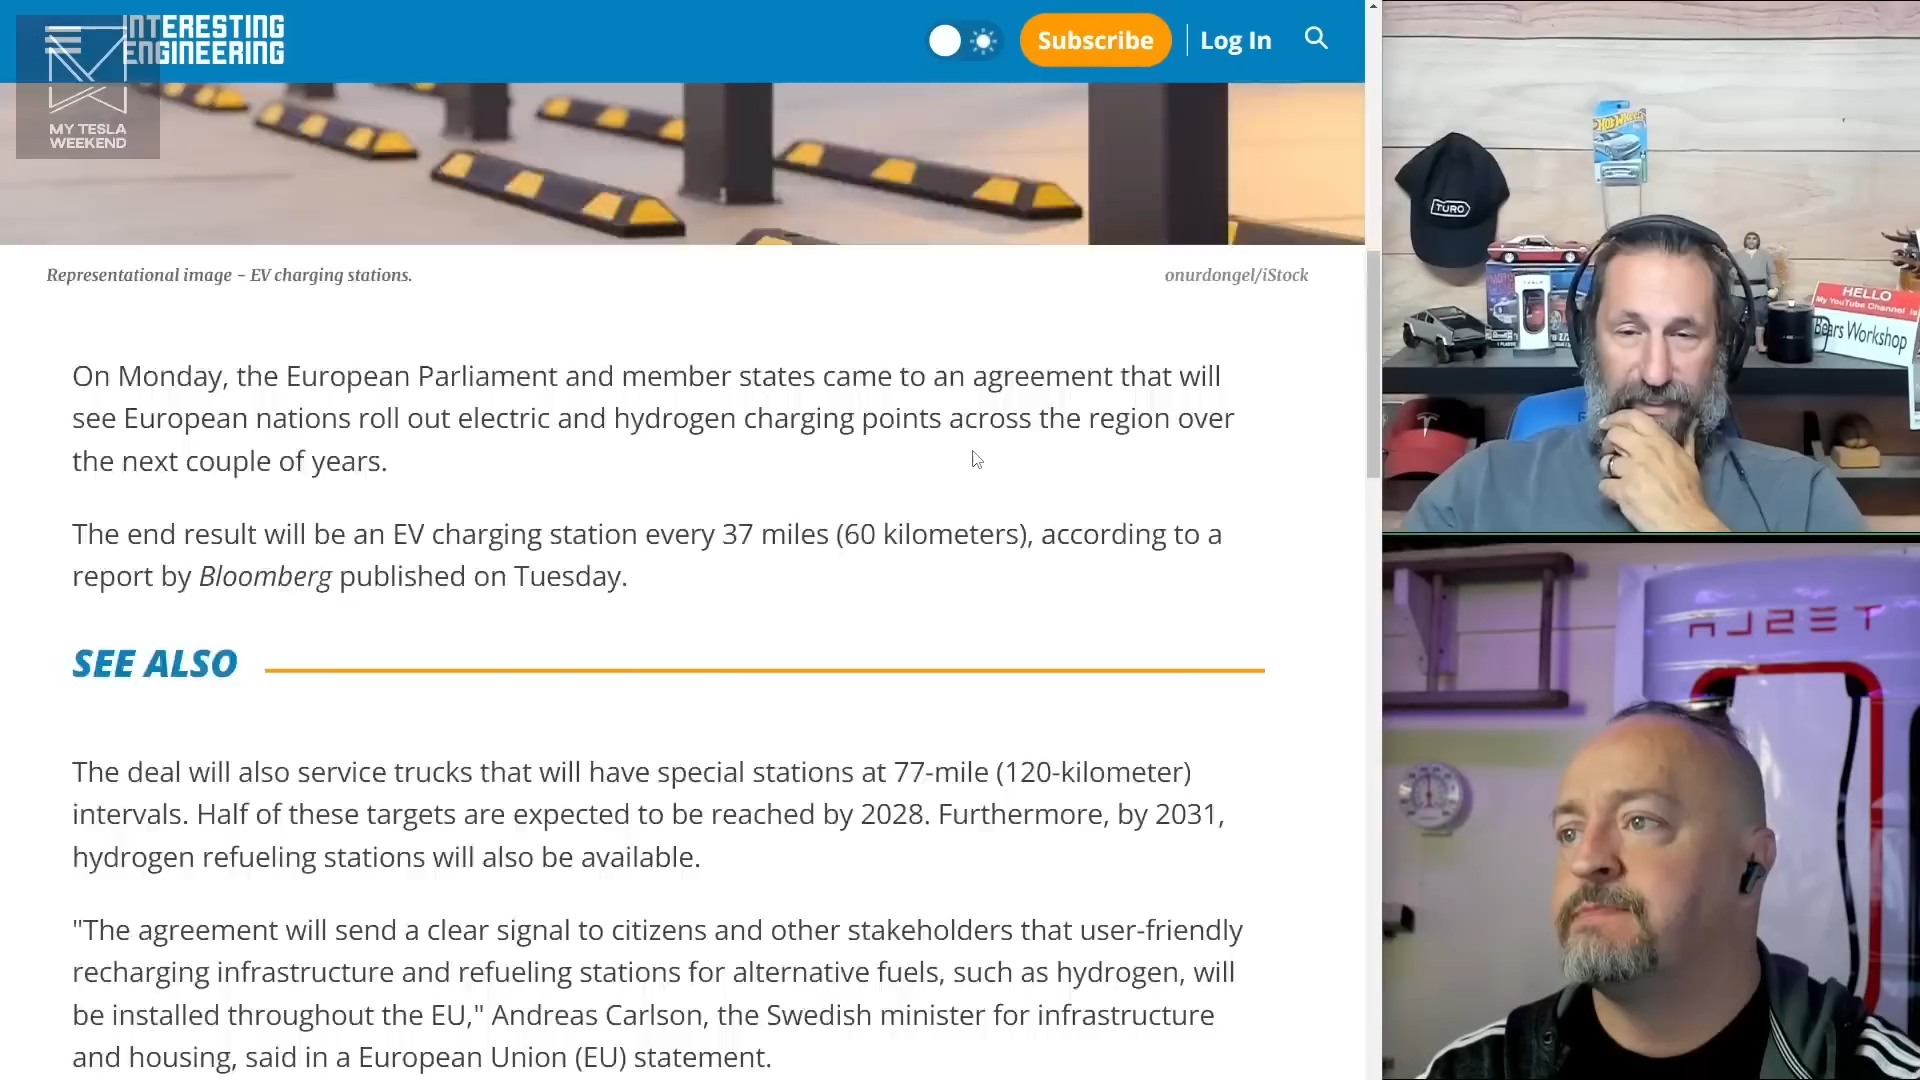 INTERESTING
ENGINEERING
Subscribe
Log In
MY TESLA
WEEKEND
Representational image - EV charging stations.
onurdongel/iStock
On Monday, the European Parliament and member states came to an agreement that will
see European nations roll out electric and hydrogen charging points across the region over
the next couple of years.
The end result will be an EV charging station every 37 miles (60 kilometers), according to a
report by Bloomberg published on Tuesday.
SEE ALSO
The deal will also service trucks that will have special stations at 77-mile (120-kilometer)
intervals. Half of these targets are expected to be reached by 2028. Furthermore, by 2031,
hydrogen refueling stations will also be available.
"The agreement will send a clear signal to citizens and other stakeholders that user-friendly
recharging infrastructure and refueling stations for alternative fuels, such as hydrogen, will
be installed throughout the EU," Andreas Carlson, the Swedish minister for infrastructure
and housing, said in a European Union (EU) statement.
Hot Wheels
TURO
TESLA
HELLO
My YouTube Channel is
Bears Workshop
TESLA